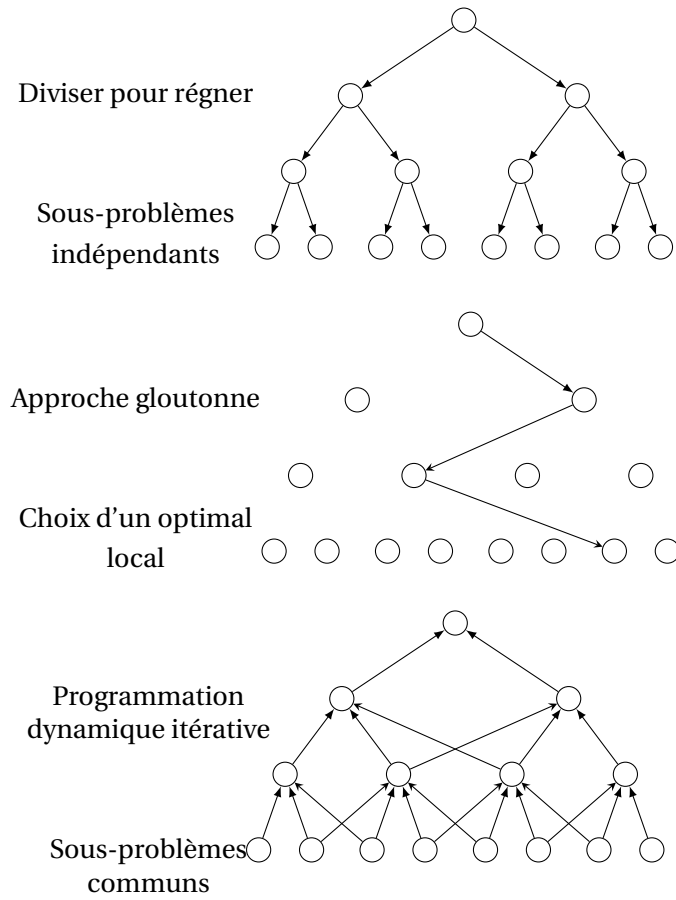 Diviser pour régner
Sous-problèmes
indépendants
Approche gloutonne
Choix d'un optimal
local
Programmation
dynamique itérative
Sous-problèmes
communs